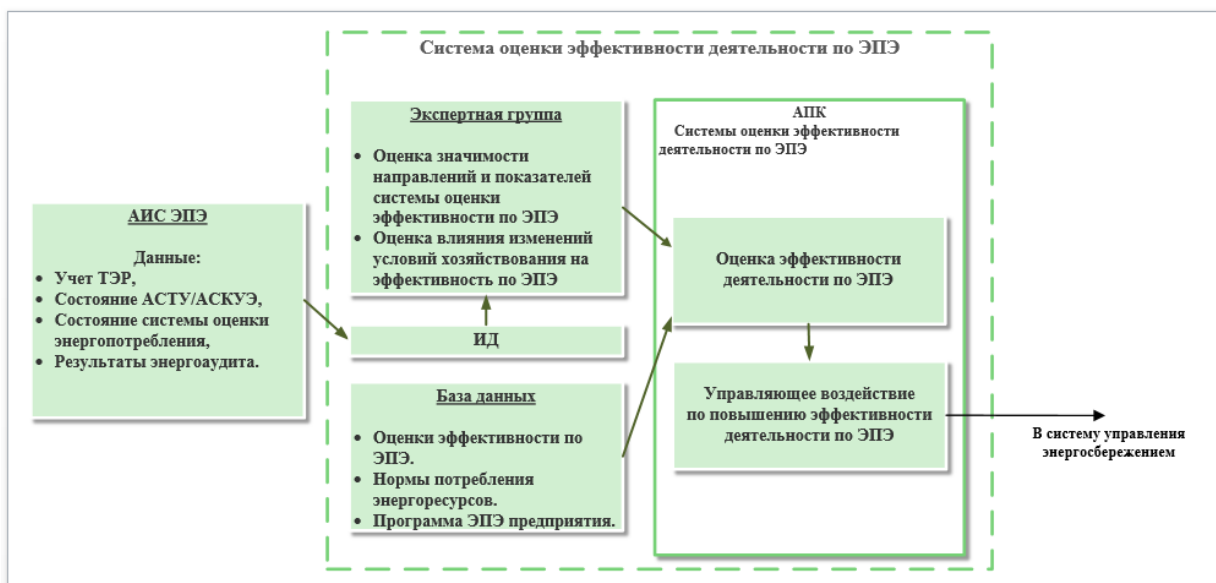 Система оценки эффективности деятельности по ЭПЭ
АИС ЭПЭ
Данные:
• Учет ТЭР,
• Состояние АСТУ/АСКУЭ,
• Состояние системы оценки
энергопотребления,
• Результаты энергоаудита.
Экспертная группа
• Оценка значимости
направлений и показателей
системы оценки
эффективности по ЭПЭ
• Оценка влияния изменений
условий хозяйствования на
эффективность по ЭПЭ
ИД
База данных
• Оценки эффективности по
ЭПЭ.
• Нормы потребления
энергоресурсов.
• Программа ЭПЭ предприятия.
АПК
Системы оценки эффективности
деятельности по ЭПЭ
Оценка эффективности
деятельности по ЭПЭ
Управляющее воздействие
по повышению эффективности
деятельности по ЭПЭ
В систему управления
энергосбережением